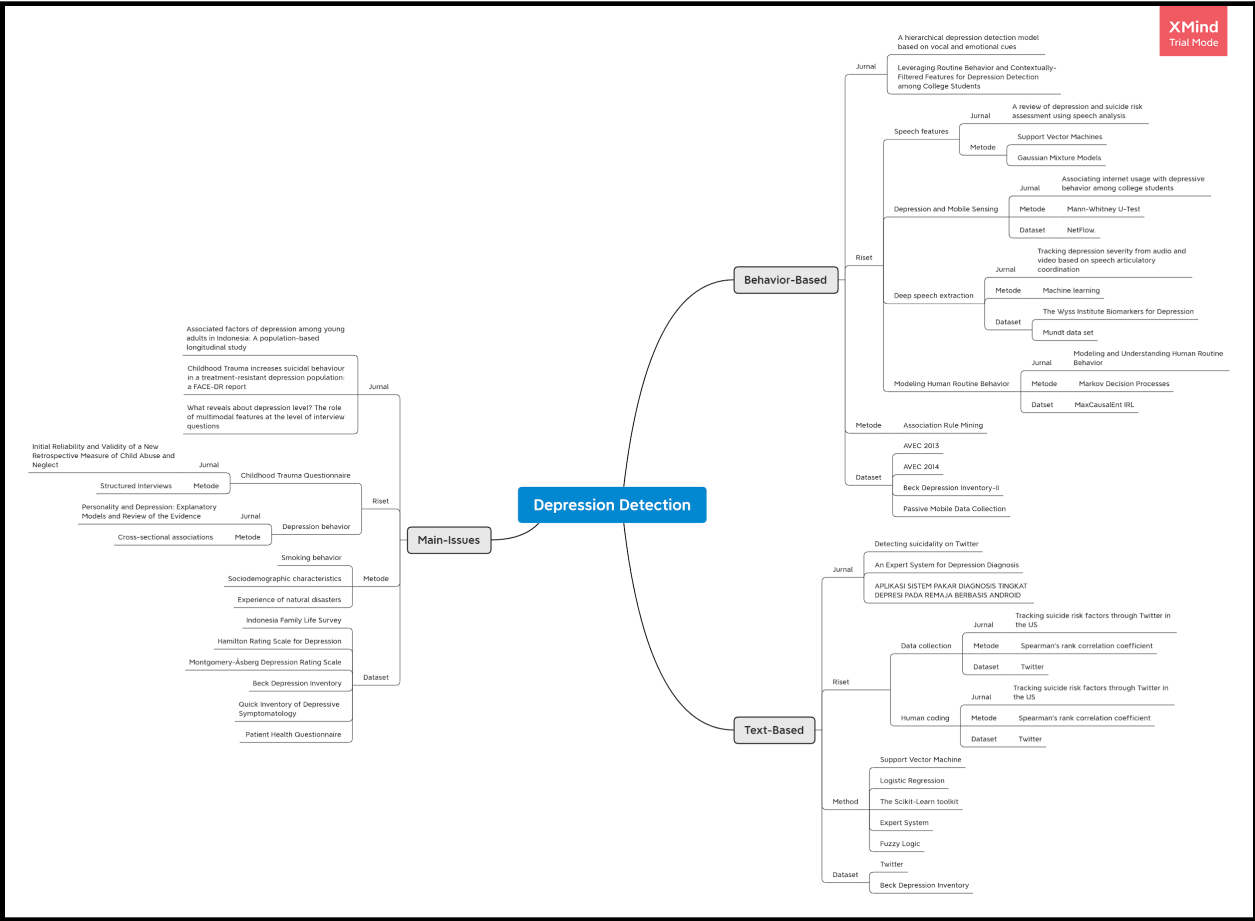 XMind
Trial Mode
Depression Detection
Behavior-Based
Jurnal
A hierarchical depression detection model
based on vocal and emotional cues
Leveraging Routine Behavior and Contextually-
Filtered Features for Depression Detection
among College Students
Riset
Speech features
Jurnal
A review of depression and suicide risk
assessment using speech analysis
Metode
Support Vector Machines
Gaussian Mixture Models
Depression and Mobile Sensing
Jurnal
Associating internet usage with depressive
behavior among college students
Metode
Mann-Whitney U-Test
Dataset
NetFlow.
Deep speech extraction
Jurnal
Tracking depression severity from audio and
video based on speech articulatory
coordination
Metode
Machine learning
Dataset
The Wyss Institute Biomarkers for Depression
Mundt data set
Modeling Human Routine Behavior
Jurnal
Modeling and Understanding Human Routine
Behavior
Metode
Markov Decision Processes
Datset
MaxCausalEnt IRL
Metode
Association Rule Mining
Dataset
AVEC 2013
AVEC 2014
Beck Depression Inventory-II
Passive Mobile Data Collection
Text-Based
Jurnal
Detecting suicidality on Twitter
An Expert System for Depression Diagnosis
APLIKASI SISTEM PAKAR DIAGNOSIS TINGKAT
DEPRESI PADA REMAJA BERBASIS ANDROID
Riset
Data collection
Jurnal
Tracking suicide risk factors through Twitter in
the US
Metode
Spearman's rank correlation coefficient
Dataset
Twitter
Human coding
Jurnal
Tracking suicide risk factors through Twitter in
the US
Metode
Spearman's rank correlation coefficient
Dataset
Twitter
Method
Support Vector Machine
Logistic Regression
The Scikit-Learn toolkit
Expert System
Fuzzy Logic
Dataset
Twitter
Beck Depression Inventory
Main-Issues
Jurnal
Associated factors of depression among young
adults in Indonesia: A population-based
longitudinal study
Childhood Trauma increases suicidal behaviour
in a treatment-resistant depression population:
a FACE-DR report
What reveals about depression level? The role
of multimodal features at the level of interview
questions
Riset
Childhood Trauma Questionnaire
Jurnal
Initial Reliability and Validity of a New
Retrospective Measure of Child Abuse and
Neglect
Metode
Structured Interviews
Depression behavior
Jurnal
Personality and Depression: Explanatory
Models and Review of the Evidence
Metode
Cross-sectional associations
Metode
Smoking behavior
Sociodemographic characteristics
Experience of natural disasters
Dataset
Indonesia Family Life Survey
Hamilton Rating Scale for Depression
Montgomery-Åsberg Depression Rating Scale
Beck Depression Inventory
Quick Inventory of Depressive
Symptomatology
Patient Health Questionnaire